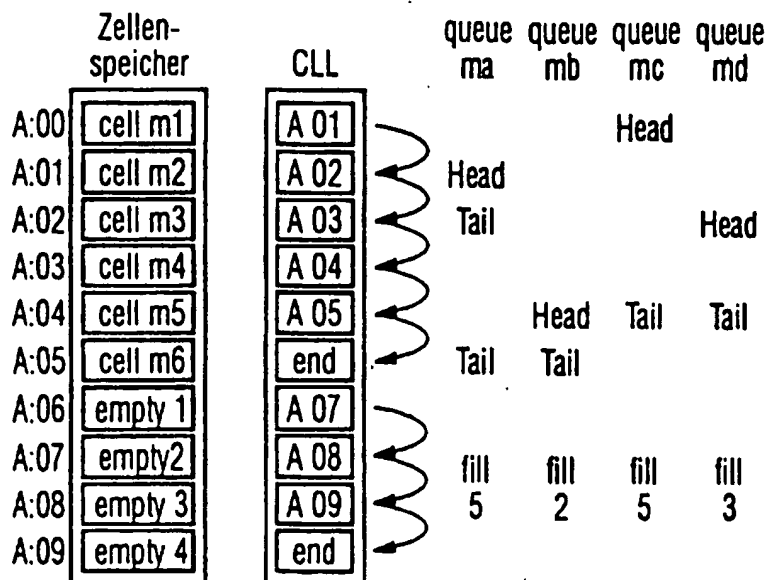 Zellen-
speicher CLL queue queue queue queue
ma mb mc md
A:00 cell m1 A 01 Head
A:01 cell m2 A 02 Head
A:02 cell m3 A 03 Tail Head
A:03 cell m4 A 04
A:04 cell m5 A 05 Head Tail Tail
A:05 cell m6 end Tail Tail
A:06 empty 1 A 07
A:07 empty2 A 08 fill fill fill fill
A:08 empty 3 A 09 5 2 5 3
A:09 empty 4 end